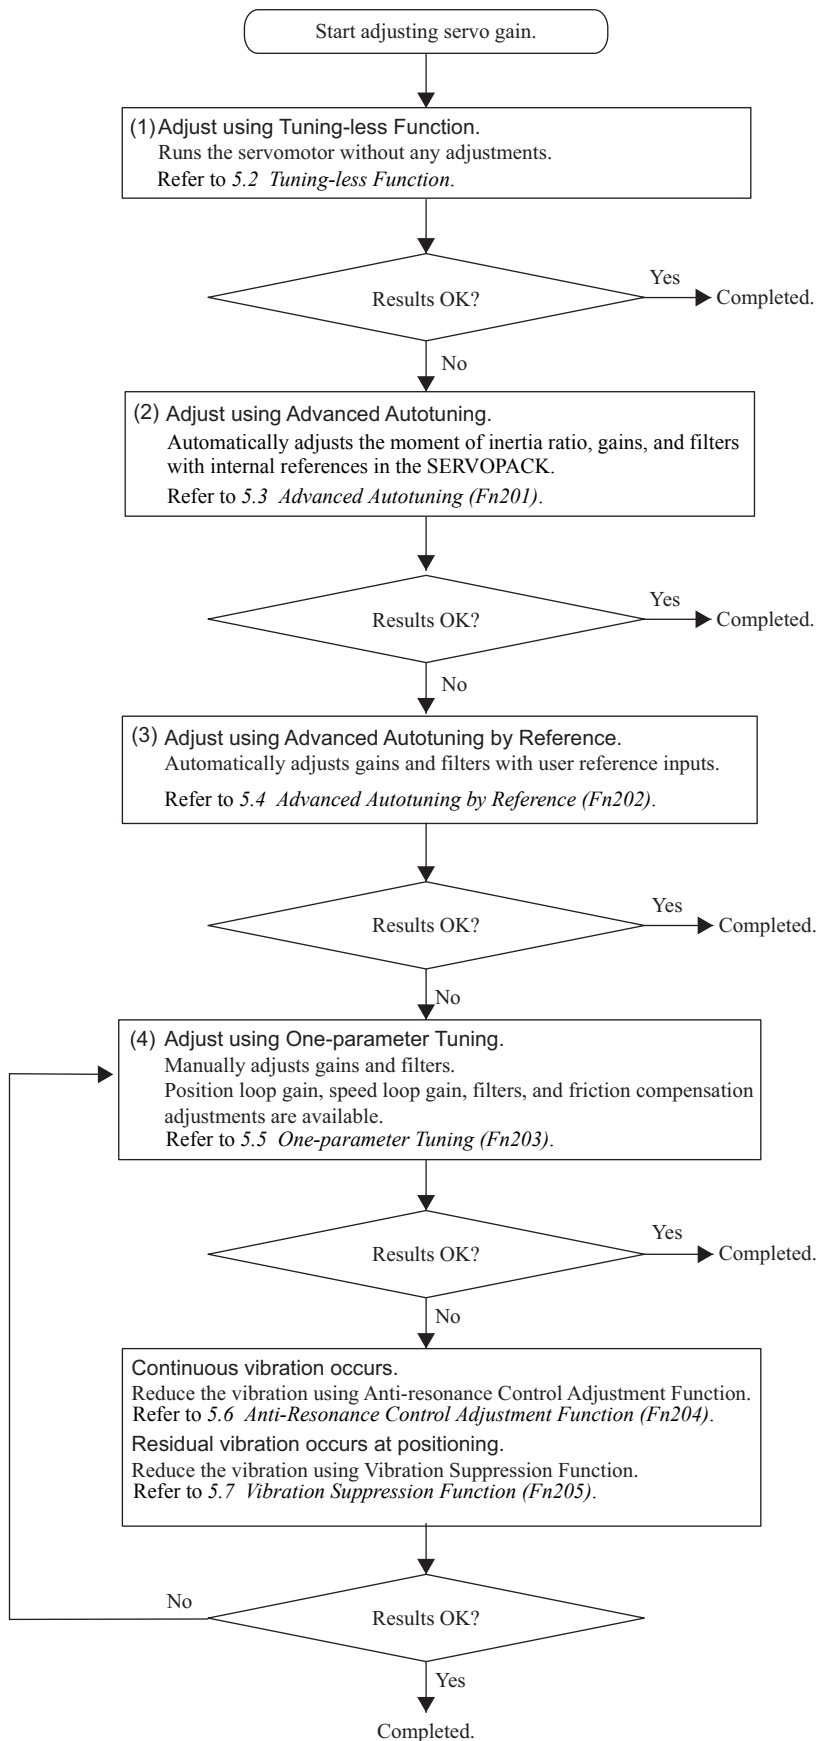 Start adjusting servo gain.
(1) Adjust using Tuning-less Function.
Runs the servomotor without any adjustments.
Refer to 5.2 Tuning-less Function.
Results OK?
Yes
Completed.
No
(2) Adjust using Advanced Autotuning.
Automatically adjusts the moment of inertia ratio, gains, and filters
with internal references in the SERVOPACK.
Refer to 5.3 Advanced Autotuning (Fn201).
Results OK?
Yes
Completed.
No
(3) Adjust using Advanced Autotuning by Reference.
Automatically adjusts gains and filters with user reference inputs.
Refer to 5.4 Advanced Autotuning by Reference (Fn202).
Results OK?
Yes
Completed.
No
(4) Adjust using One-parameter Tuning.
Manually adjusts gains and filters.
Position loop gain, speed loop gain, filters, and friction compensation
adjustments are available.
Refer to 5.5 One-parameter Tuning (Fn203).
Results OK?
Yes
Completed.
No
Continuous vibration occurs.
Reduce the vibration using Anti-resonance Control Adjustment Function.
Refer to 5.6 Anti-Resonance Control Adjustment Function (Fn204).
Residual vibration occurs at positioning.
Reduce the vibration using Vibration Suppression Function.
Refer to 5.7 Vibration Suppression Function (Fn205).
No
Results OK?
Yes
Completed.